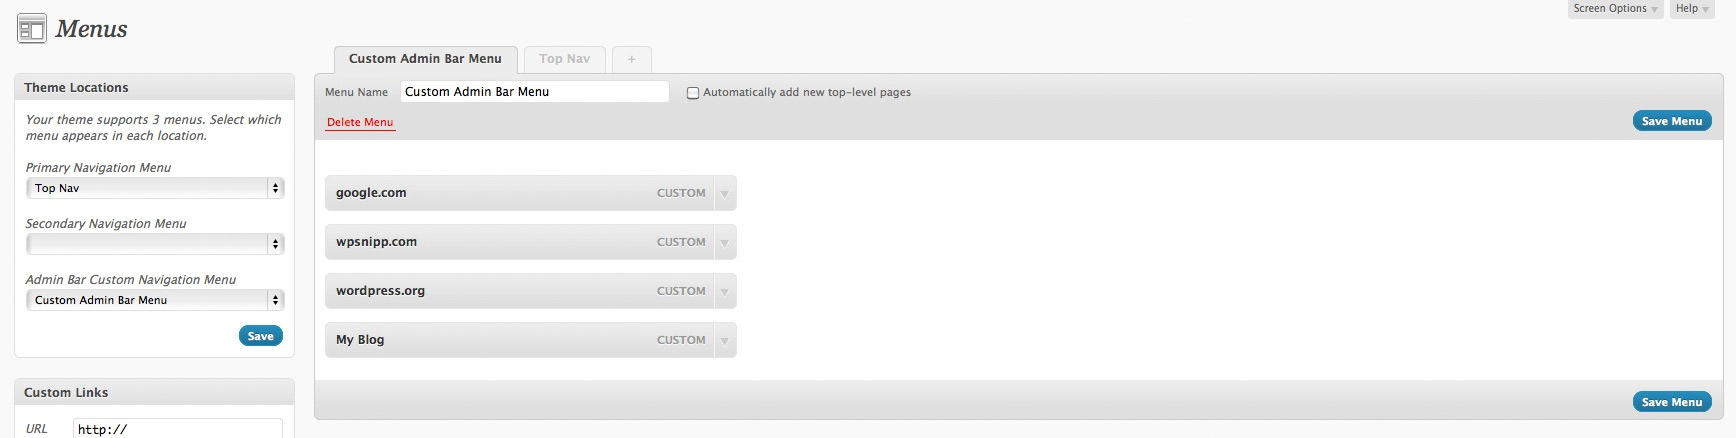 Screen Options
Help
Menus
Custom Admin Bar Menu
Top Nav
+
Theme Locations
Your theme supports 3 menus. Select which
menu appears in each location.
Primary Navigation Menu
Top Nav
Secondary Navigation Menu
Admin Bar Custom Navigation Menu
Custom Admin Bar Menu
Save
Custom Links
URL http://
Menu Name Custom Admin Bar Menu Automatically add new top-level pages
Delete Menu
Save Menu
google.com CUSTOM
wpsnipp.com CUSTOM
wordpress.org CUSTOM
My Blog CUSTOM
Save Menu